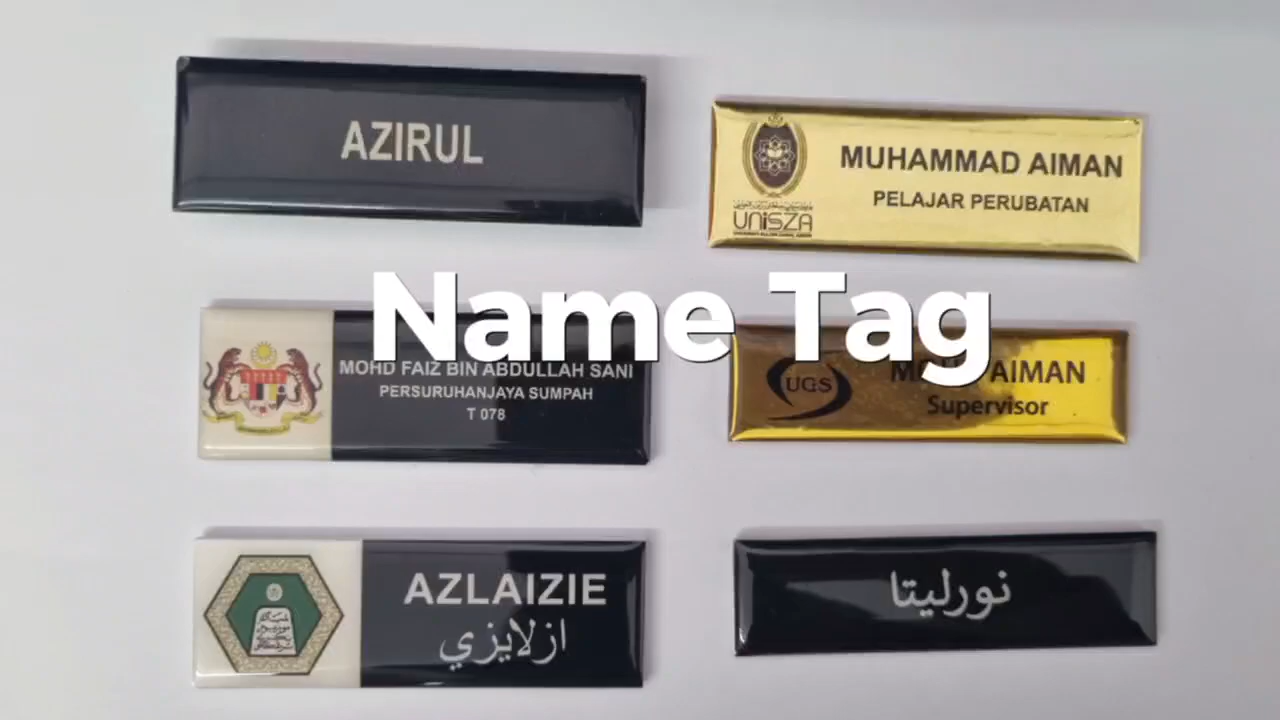 AZIRUL
UNiSZA
MUHAMMAD AIMAN
PELAJAR PERUBATAN
Name Tag
MOHD FAIZ BIN ABDULLAH SANI
PERSURUHANJAYA SUMPAH
T 078
UGS
AIMAN
Supervisor
AZLAIZIE
ازلايزي
نورليتا